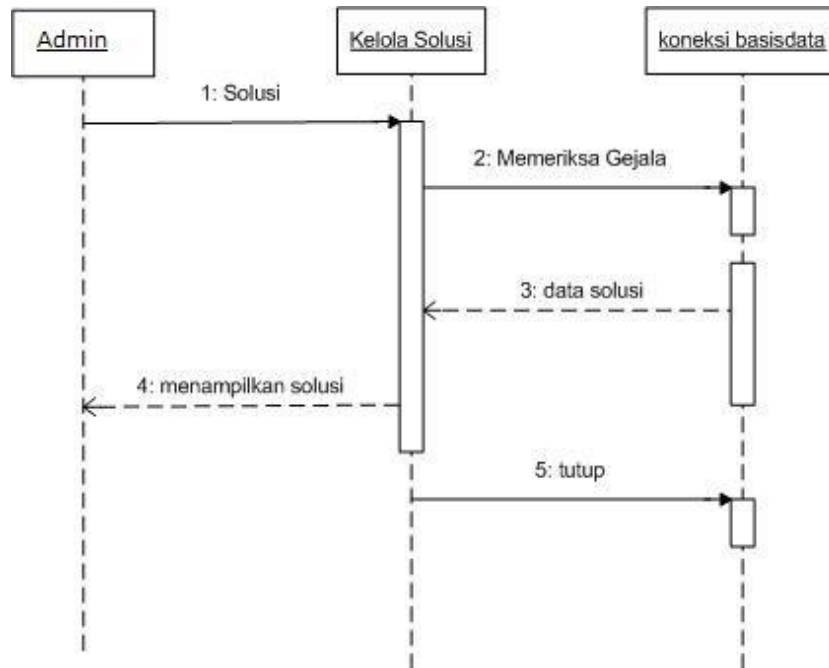 Admin
Kelola Solusi
koneksi basisdata
1: Solusi
2: Memeriksa Gejala
3: data solusi
4: menampilkan solusi
5: tutup